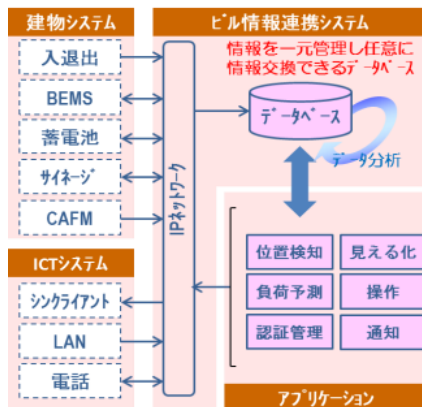 建物システム
入退出
BEMS
蓄電池
サイネージ
CAFM
ICTシステム
シンクライアント
LAN
電話
IPネットワーク
ビル情報連携システム
情報を一元管理し任意に
情報交換できるデータベース
データベース
データ分析
位置検知
見える化
負荷予測
操作
認証管理
通知
アプリケーション